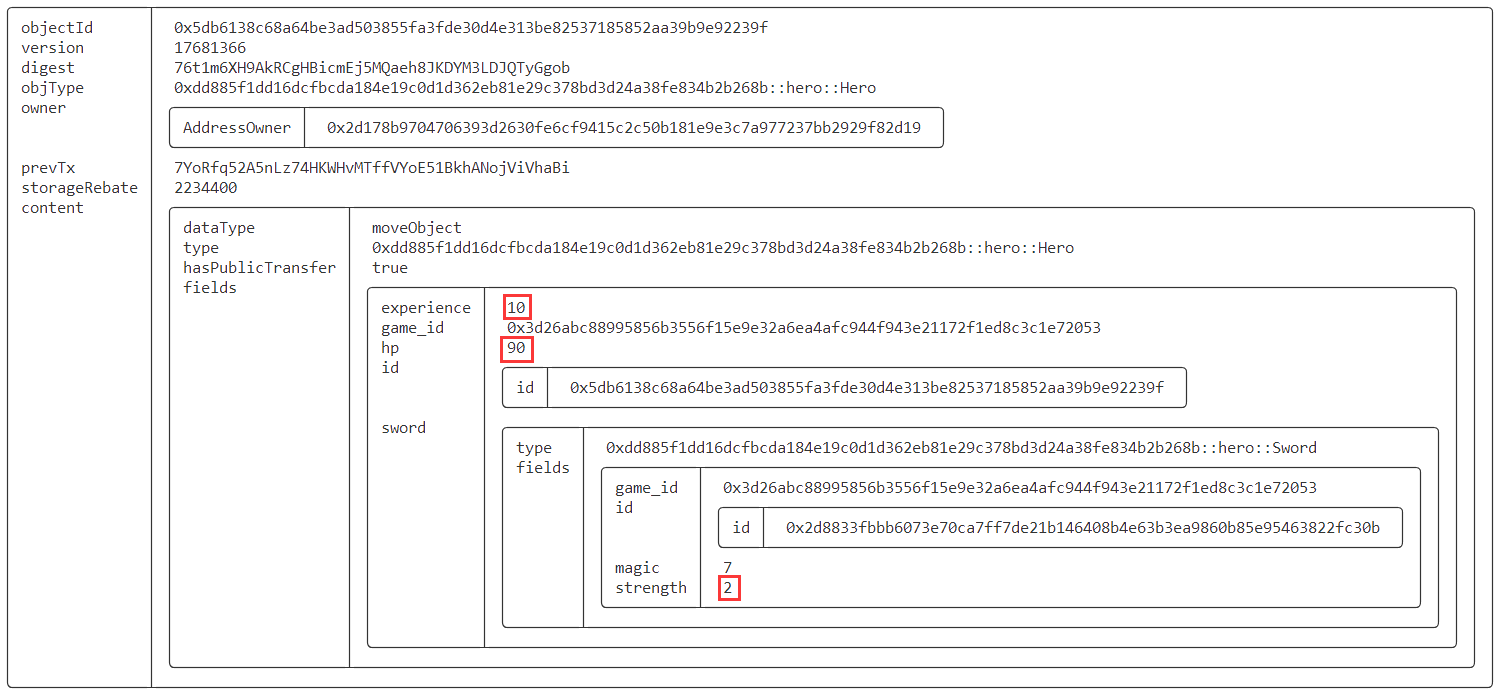 objectId 0x5db6138c68a64be3ad503855fa3fde30d4e313be82537185852aa39b9e92239f
version 17681366
digest 76t1m6XH9AkRCgHBicmEj5MQaeh8JKDYM3LDJQTyGgob
objType 0xdd885f1dd16dcfbcda184e19c0d1d362eb81e29c378bd3d24a38fe834b2b268b::hero::Hero
owner
AddressOwner 0x2d178b9704706393d2630fe6cf9415c2c50b181e9e3c7a977237bb2929f82d19
prevTx 7YoRfq52A5nLz74HKWHvMTffVYoE51BkhANojViVhaBi
storageRebate 2234400
content
dataType moveObject
type 0xdd885f1dd16dcfbcda184e19c0d1d362eb81e29c378bd3d24a38fe834b2b268b::hero::Hero
hasPublicTransfer true
fields
experience 10
game_id 0x3d26abc88995856b3556f15e9e32a6ea4afc944f943e21172f1ed8c3c1e72053
hp 90
id
id 0x5db6138c68a64be3ad503855fa3fde30d4e313be82537185852aa39b9e92239f
sword
type 0xdd885f1dd16dcfbcda184e19c0d1d362eb81e29c378bd3d24a38fe834b2b268b::hero::Sword
fields
game_id 0x3d26abc88995856b3556f15e9e32a6ea4afc944f943e21172f1ed8c3c1e72053
id
id 0x2d8833fbbb6073e70ca7ff7de21b146408b4e63b3ea9860b85e95463822fc30b
magic 7
strength 2